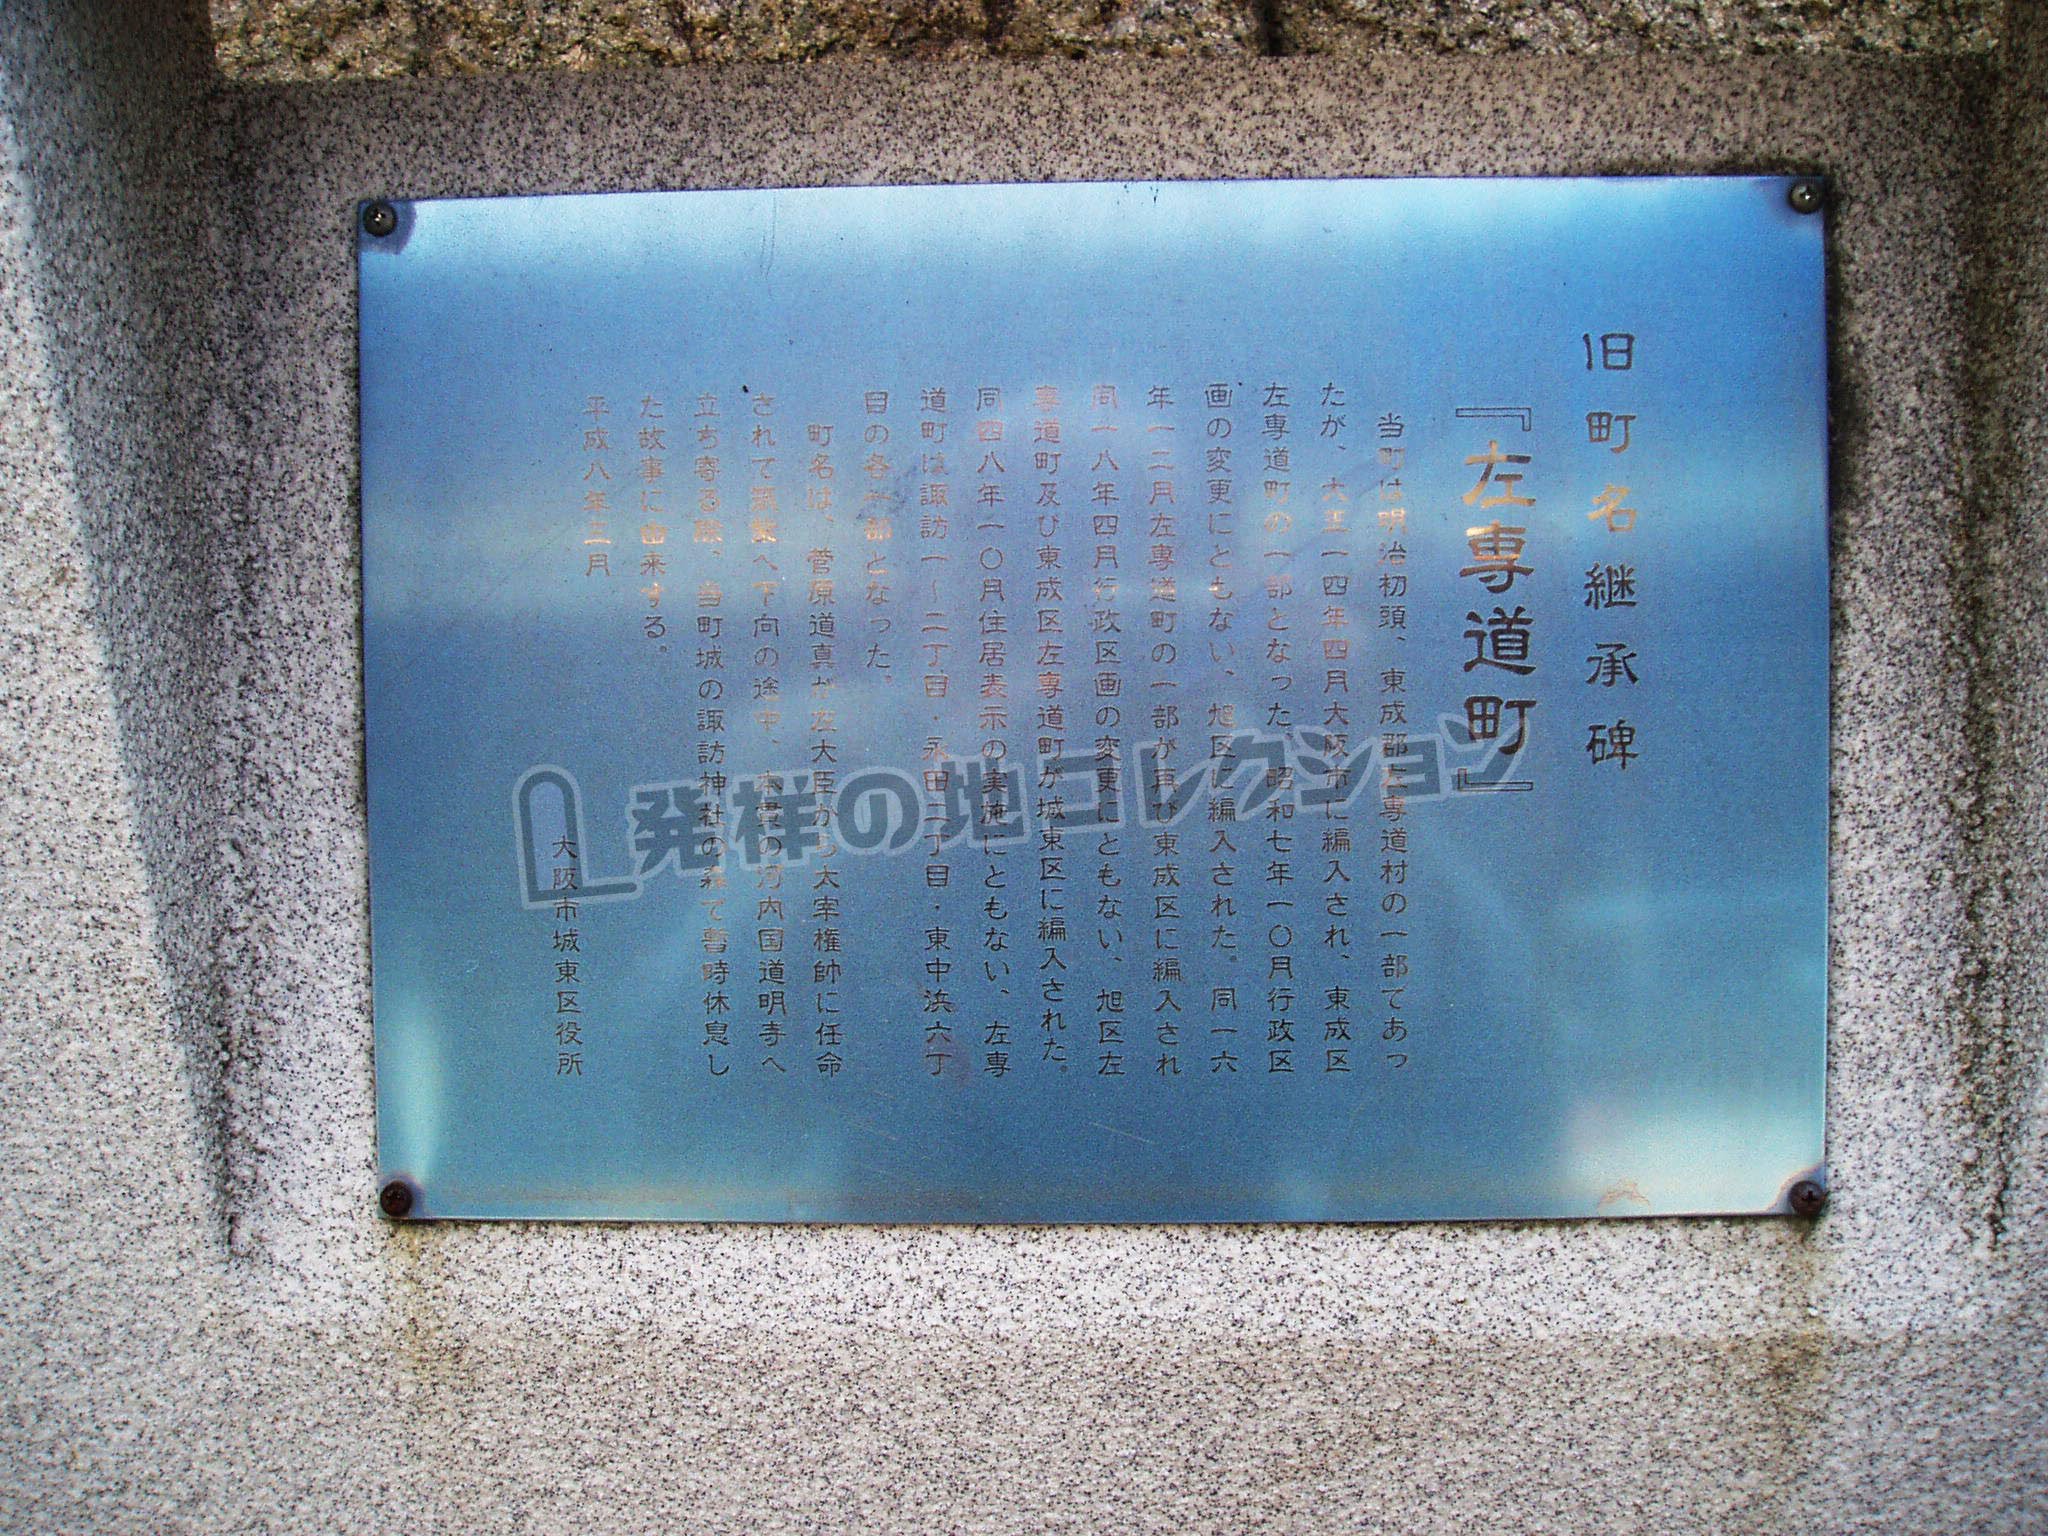 旧町名継承碑
『左専道町』
当町は明治初頭、東成郡左専道村の一部であっ
たが、大正一四年四月大阪市に編入され、東成区
左専道町の一部となった。昭和七年一〇月行政区
画の変更にともない、旭区に編入された。同一六
年一二月左専道町の一部が再び東成区に編入され
同一八年四月行政区画の変更にともない、旭区左
専道町及び東成区左専道町が城東区に編入された。
同四八年一〇月住居表示の実施にともない、左専
道町は諏訪一〜二丁目・永田二丁目・東中浜六丁
目の各一部となった。
町名は、菅原道真が左大臣から太宰権帥に任命
されて筑紫へ下向の途中、本貫の河内国道明寺へ
立ち寄る際、当町域の諏訪神社の森で暫時休息し
た故事に由来する。
平成八年三月
大阪市城東区役所
発祥の地コレクション